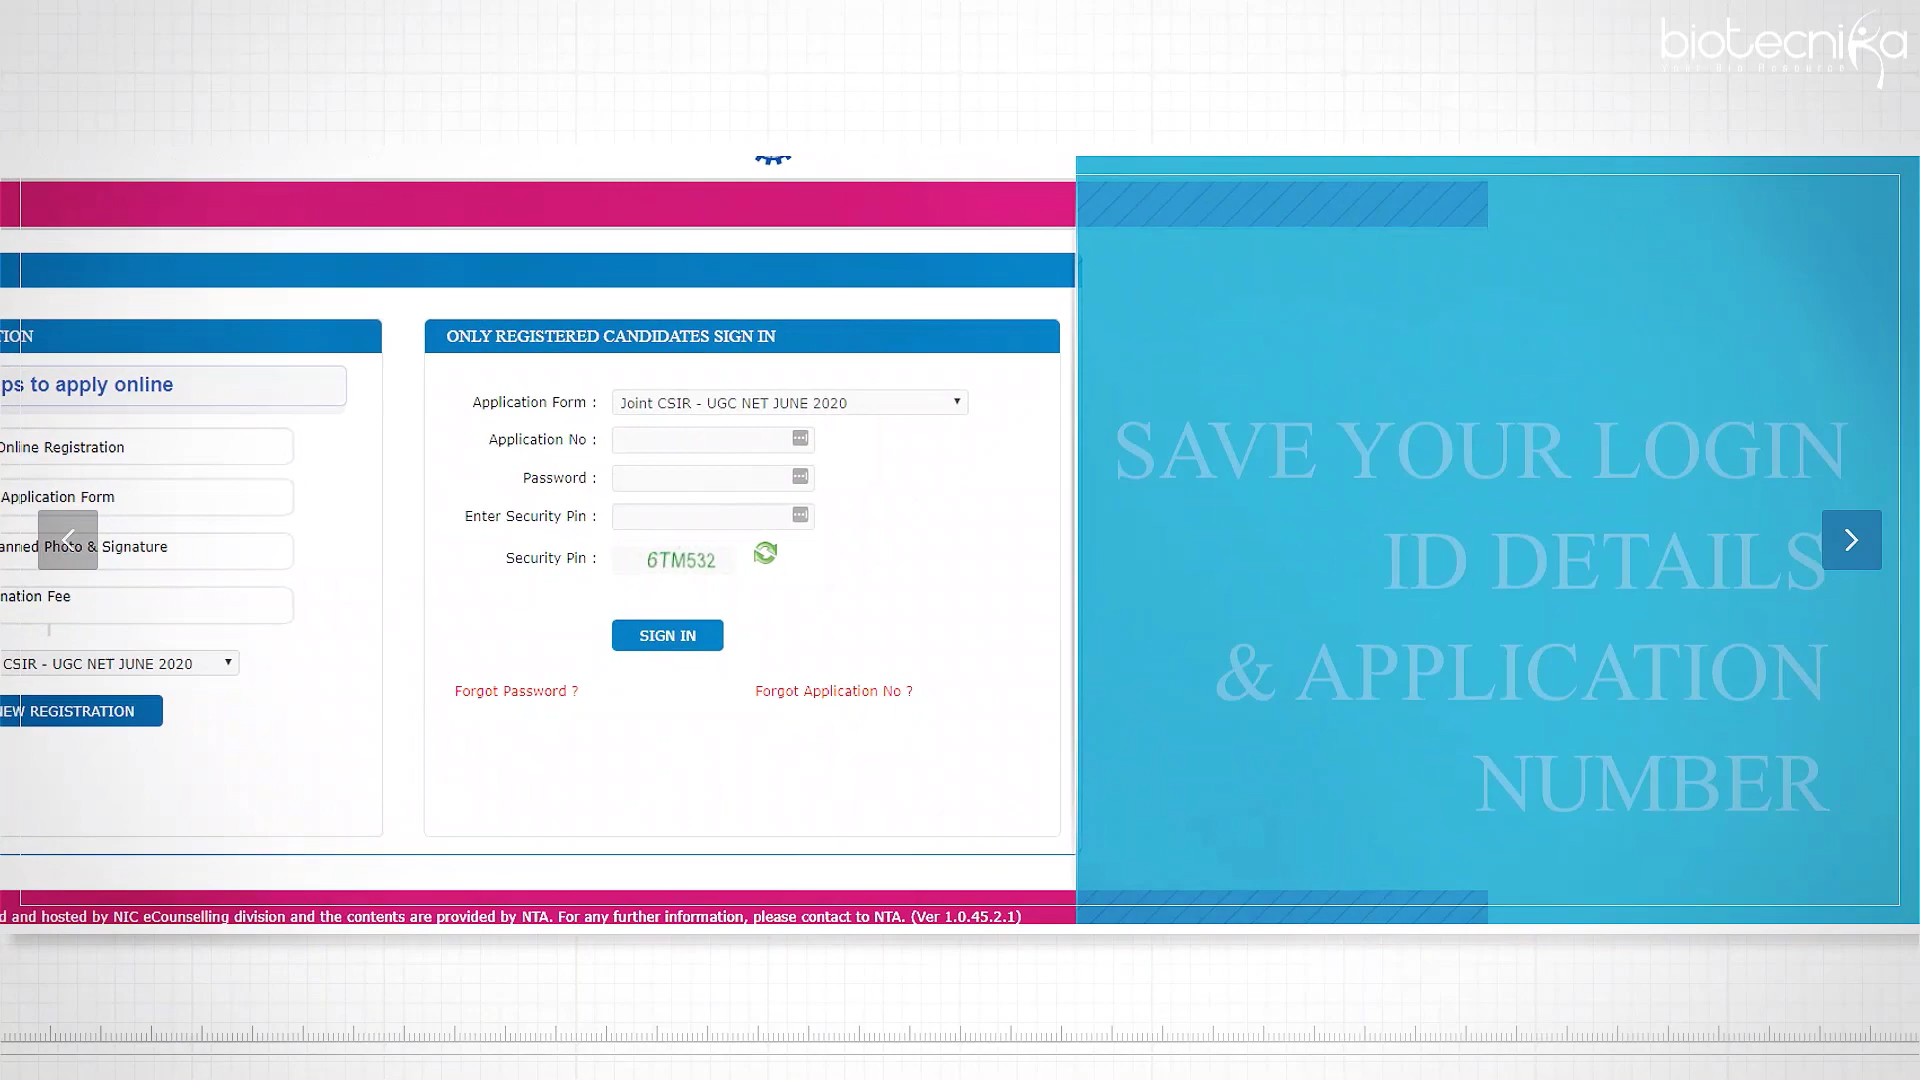 biotecnika
Your Bio Resource
TION
ps to apply online
Online Registration
Application Form
anned Photo & Signature
nation Fee
CSIR - UGC NET JUNE 2020
NEW REGISTRATION
ONLY REGISTERED CANDIDATES SIGN IN
Application Form :
Joint CSIR - UGC NET JUNE 2020
Application No :
Password :
Enter Security Pin :
Security Pin :
6TM532
SIGN IN
Forgot Password ?
Forgot Application No ?
SAVE YOUR LOGIN
ID DETAILS
& APPLICATION
NUMBER
d and hosted by NIC eCounselling division and the contents are provided by NTA. For any further information, please contact to NTA. (Ver 1.0.45.2.1)